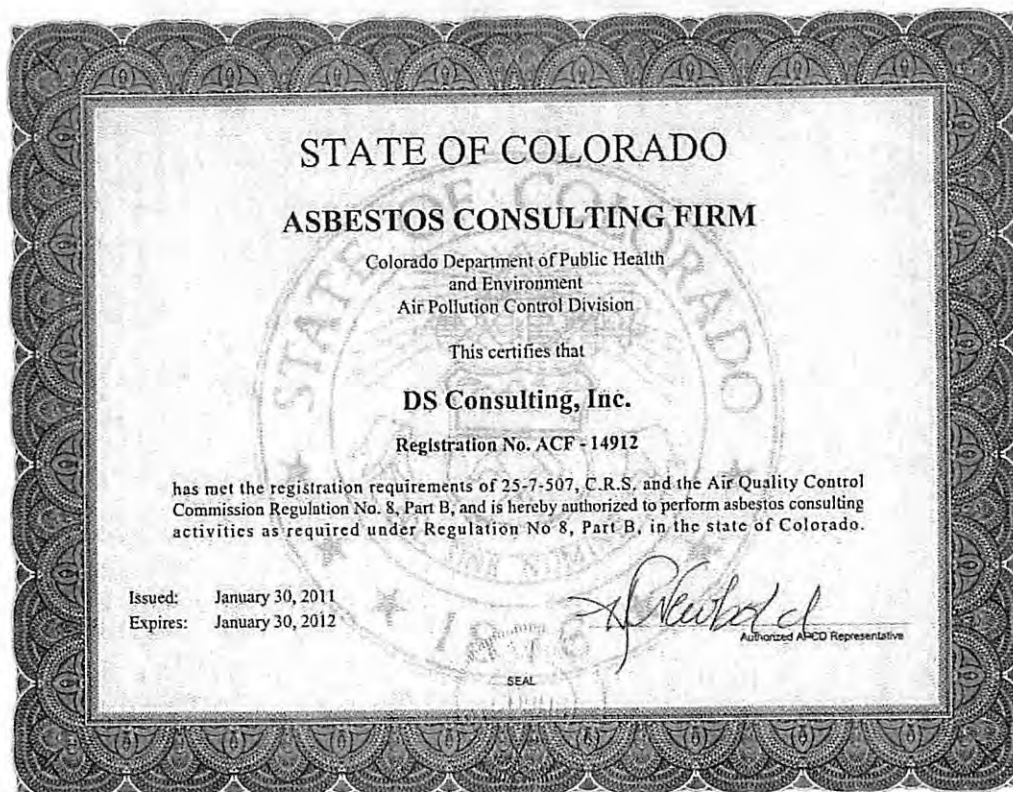 STATE OF COLORADO
ASBESTOS CONSULTING FIRM
Colorado Department of Public Health
and Environment
Air Pollution Control Division
This certifies that
DS Consulting, Inc.
Registration No. ACF - 14912
has met the registration requirements of 25-7-507, C.R.S. and the Air Quality Control
Commission Regulation No. 8, Part B, and is hereby authorized to perform asbestos consulting
activities as required under Regulation No 8, Part B, in the state of Colorado.
Issued: January 30, 2011
Expires: January 30, 2012
Authorized APCD Representative
SEAL
STATE OF COLORADO
1876